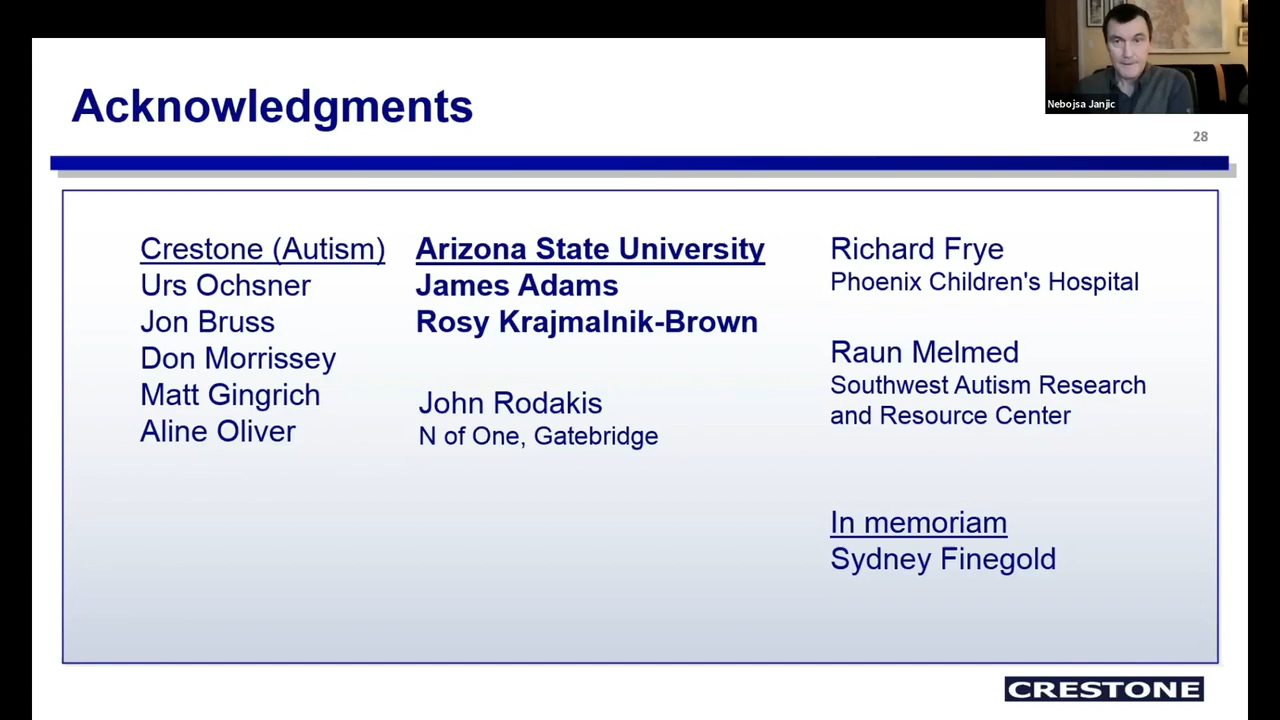 Acknowledgments
Nebojsa Janjic
28
Crestone (Autism)
Urs Ochsner
Jon Bruss
Don Morrissey
Matt Gingrich
Aline Oliver
Arizona State University
James Adams
Rosy Krajmalnik-Brown
John Rodakis
N of One, Gatebridge
Richard Frye
Phoenix Children's Hospital
Raun Melmed
Southwest Autism Research
and Resource Center
In memoriam
Sydney Finegold
CRESTONE